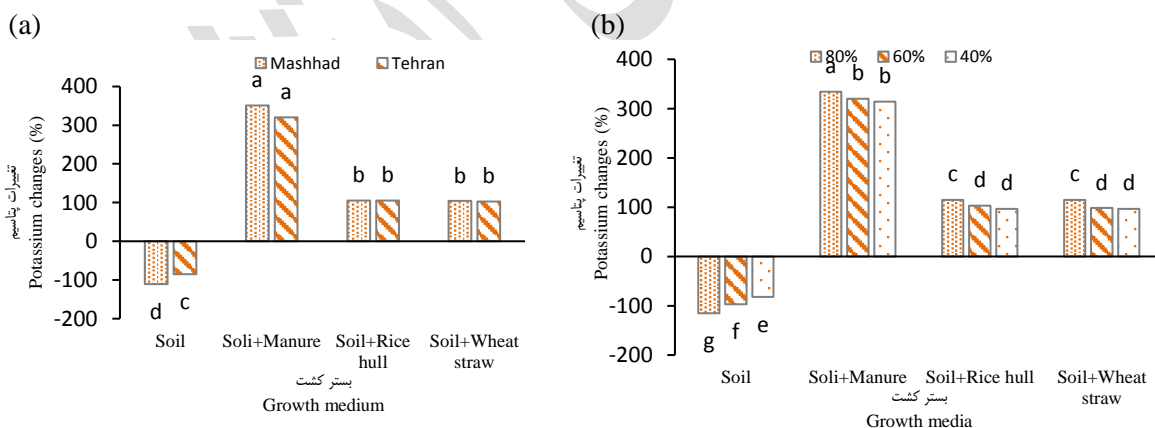 (a)
Mashhad Tehran
400
300
200
100
0
-100
-200
a a
b b
b b
d c
تغییرات پتاسیم
Potassium changes (%)
Soil Soli+Manure Soil+Rice hull Soil+Wheat straw
بستر کشت
Growth medium
(b)
80% 60% 40%
400
300
200
100
0
-100
-200
a b b
c d d
c d d
g f e
تغییرات پتاسیم
Potassium changes (%)
Soil Soli+Manure Soil+Rice hull Soil+Wheat straw
بستر کشت
Growth media